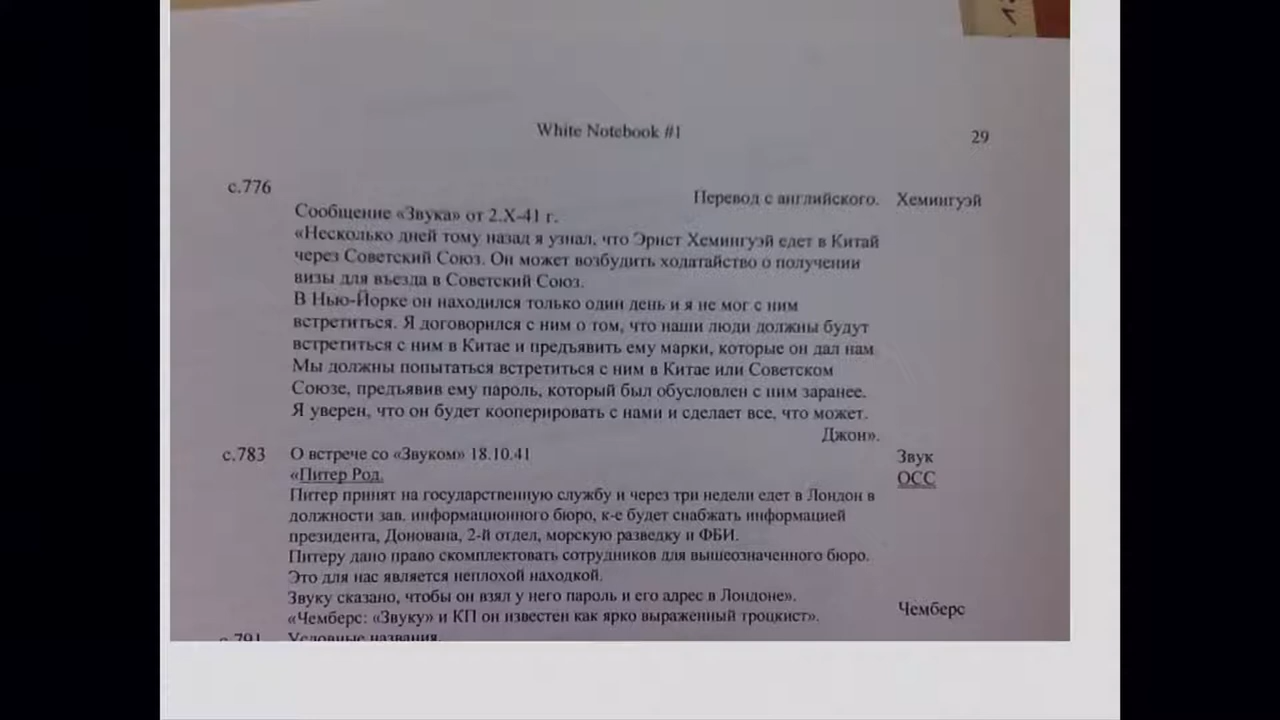 White Notebook #1
29
с.776
Перевод с английского. Хемингуэй
Сообщение «Звука» от 2.X-41 г.
«Несколько дней тому назад я узнал, что Эрнст Хемингуэй едет в Китай
через Советский Союз. Он может возбудить ходатайство о получении
визы для въезда в Советский Союз.
В Нью-Йорке он находился только один день и я не мог с ним
встретиться. Я договорился с ним о том, что наши люди должны будут
встретиться с ним в Китае и предъявить ему марки, которые он дал нам
Мы должны попытаться встретиться с ним в Китае или Советском
Союзе, предъявив ему пароль, который был обусловлен с ним заранее.
Я уверен, что он будет кооперировать с нами и сделает все, что может.
Джон».
с.783 О встрече со «Звуком» 18.10.41 Звук
«Питер Род. ОСС
Питер принят на государственную службу и через три недели едет в Лондон в
должности зав. информационного бюро, к-е будет снабжать информацией
президента, Донована, 2-й отдел, морскую разведку и ФБИ.
Питеру дано право скомплектовать сотрудников для вышеозначенного бюро.
Это для нас является неплохой находкой.
Звуку сказано, чтобы он взял у него пароль и его адрес в Лондоне».
«Чемберс: «Звуку» и КП он известен как ярко выраженный троцкист». Чемберс
с.791 Условные названия.